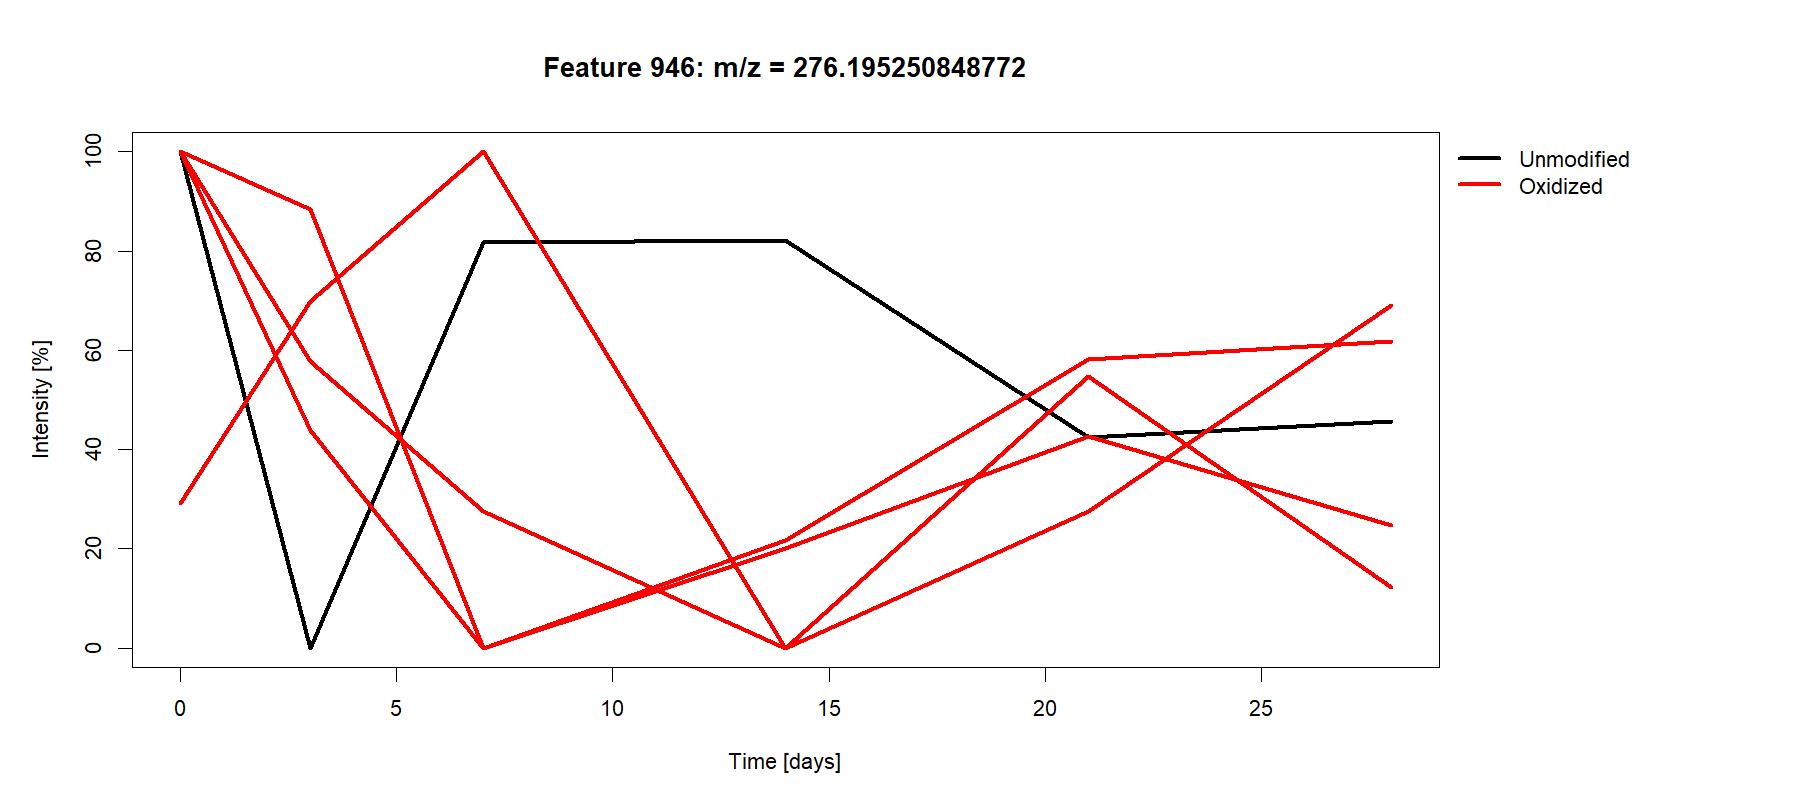 Feature 946: m/z = 276.195250848772
Unmodified
Oxidized
Intensity [%]
100
80
60
40
20
0
0 5 10 15 20 25
Time [days]